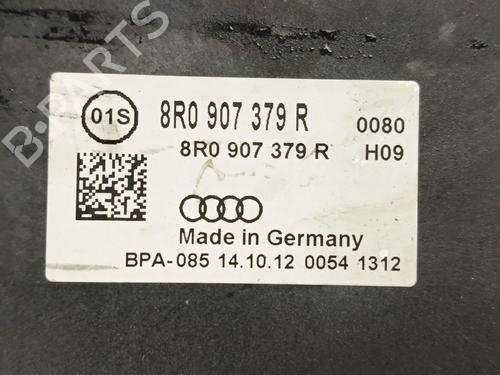 B-PARTS
01S
8R0 907 379 R 0080
8R0 907 379 R H09
Made in Germany
BPA-085 14.10.12 0054 1312